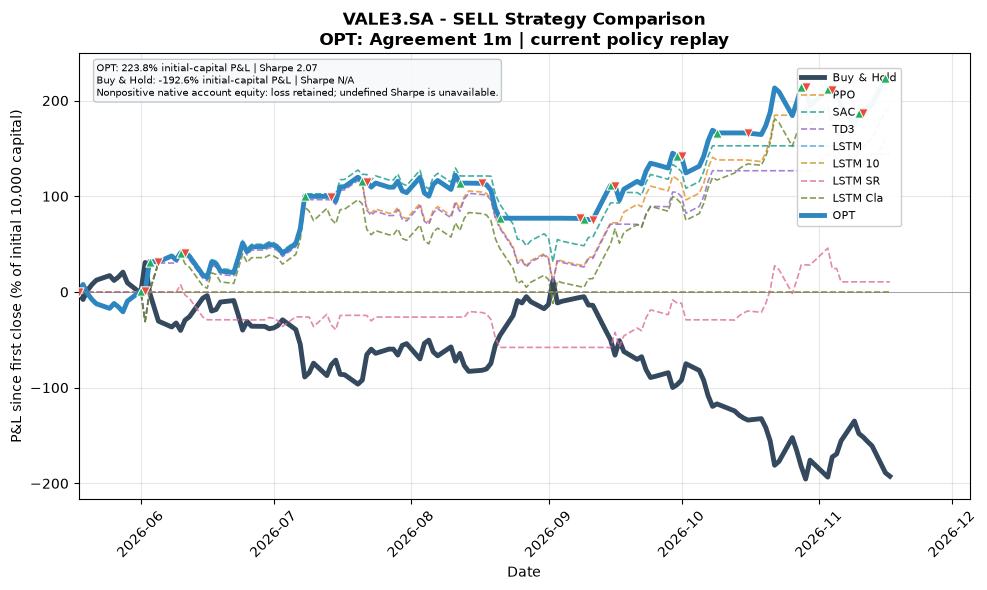 VALE3.SA - SELL Strategy Comparison
OPT: Agreement 1m | current policy replay
OPT: 223.8% initial-capital P&L | Sharpe 2.07
Buy & Hold: -192.6% initial-capital P&L | Sharpe N/A
Nonpositive native account equity: loss retained; undefined Sharpe is unavailable.
Buy & Hold
PPO
SAC
TD3
LSTM
LSTM 10
LSTM SR
LSTM Cla
OPT
P&L since first close (% of initial 10,000 capital)
200
100
0
−100
−200
2026-06
2026-07
2026-08
2026-09
2026-10
2026-11
2026-12
Date